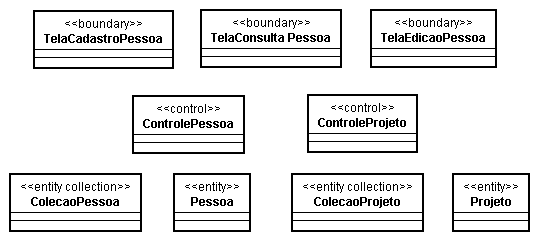 <<boundary>>
TelaCadastroPessoa
<<boundary>>
TelaConsulta Pessoa
<<boundary>>
TelaEdicaoPessoa
<<control>>
ControlePessoa
<<control>>
ControleProjeto
<<entity collection>>
ColecaoPessoa
<<entity>>
Pessoa
<<entity collection>>
ColecaoProjeto
<<entity>>
Projeto